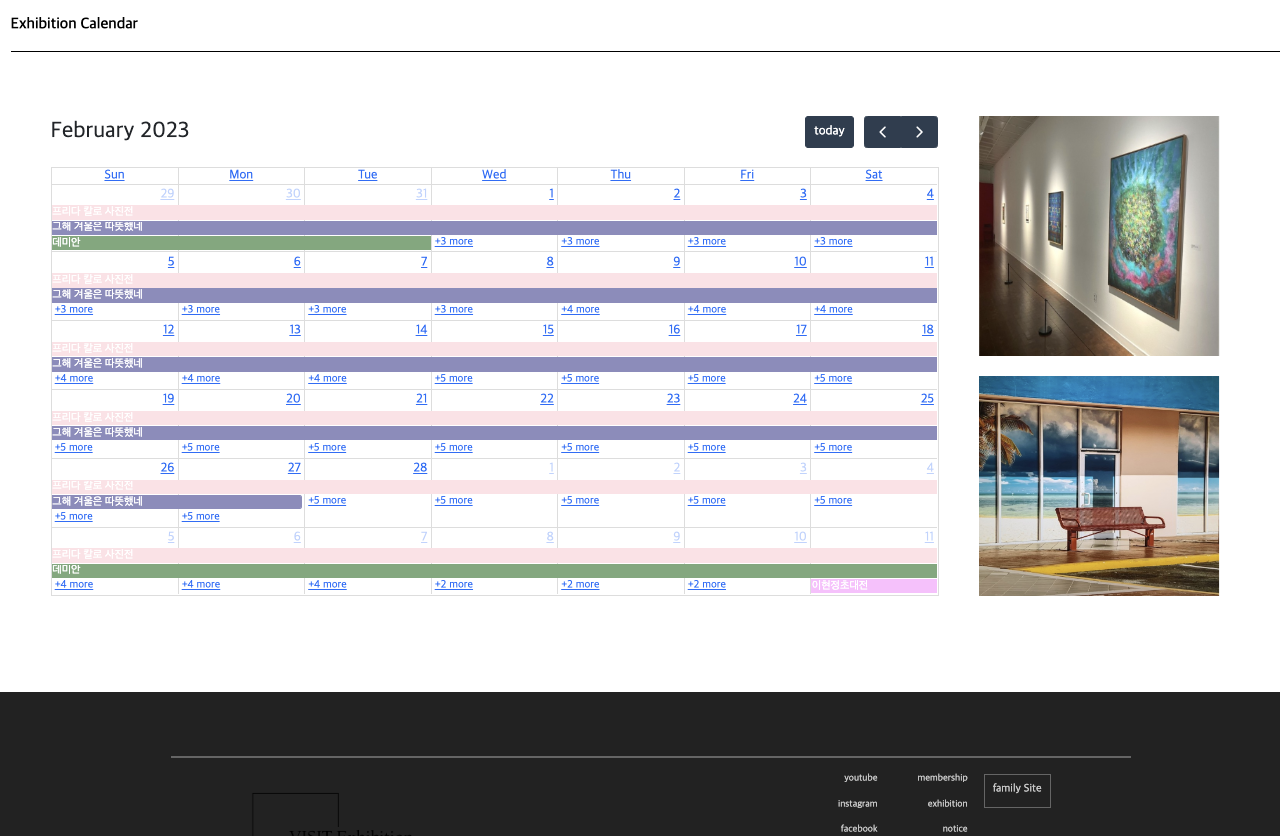 Exhibition Calendar
February 2023
today
Sun Mon Tue Wed Thu Fri Sat
29 30 31 1 2 3 4
프리다 칼로 사진전
그해 겨울은 따뜻했네
데미안 +3 more +3 more +3 more +3 more
5 6 7 8 9 10 11
프리다 칼로 사진전
그해 겨울은 따뜻했네
+3 more +3 more +3 more +3 more +4 more +4 more +4 more
12 13 14 15 16 17 18
프리다 칼로 사진전
그해 겨울은 따뜻했네
+4 more +4 more +4 more +5 more +5 more +5 more +5 more
19 20 21 22 23 24 25
프리다 칼로 사진전
그해 겨울은 따뜻했네
+5 more +5 more +5 more +5 more +5 more +5 more +5 more
26 27 28 1 2 3 4
프리다 칼로 사진전
그해 겨울은 따뜻했네 +5 more +5 more +5 more +5 more +5 more
+5 more +5 more
5 6 7 8 9 10 11
프리다 칼로 사진전
데미안
+4 more +4 more +4 more +2 more +2 more +2 more 이현정초대전
youtube membership family Site
instagram exhibition
facebook notice
VISIT Exhibition